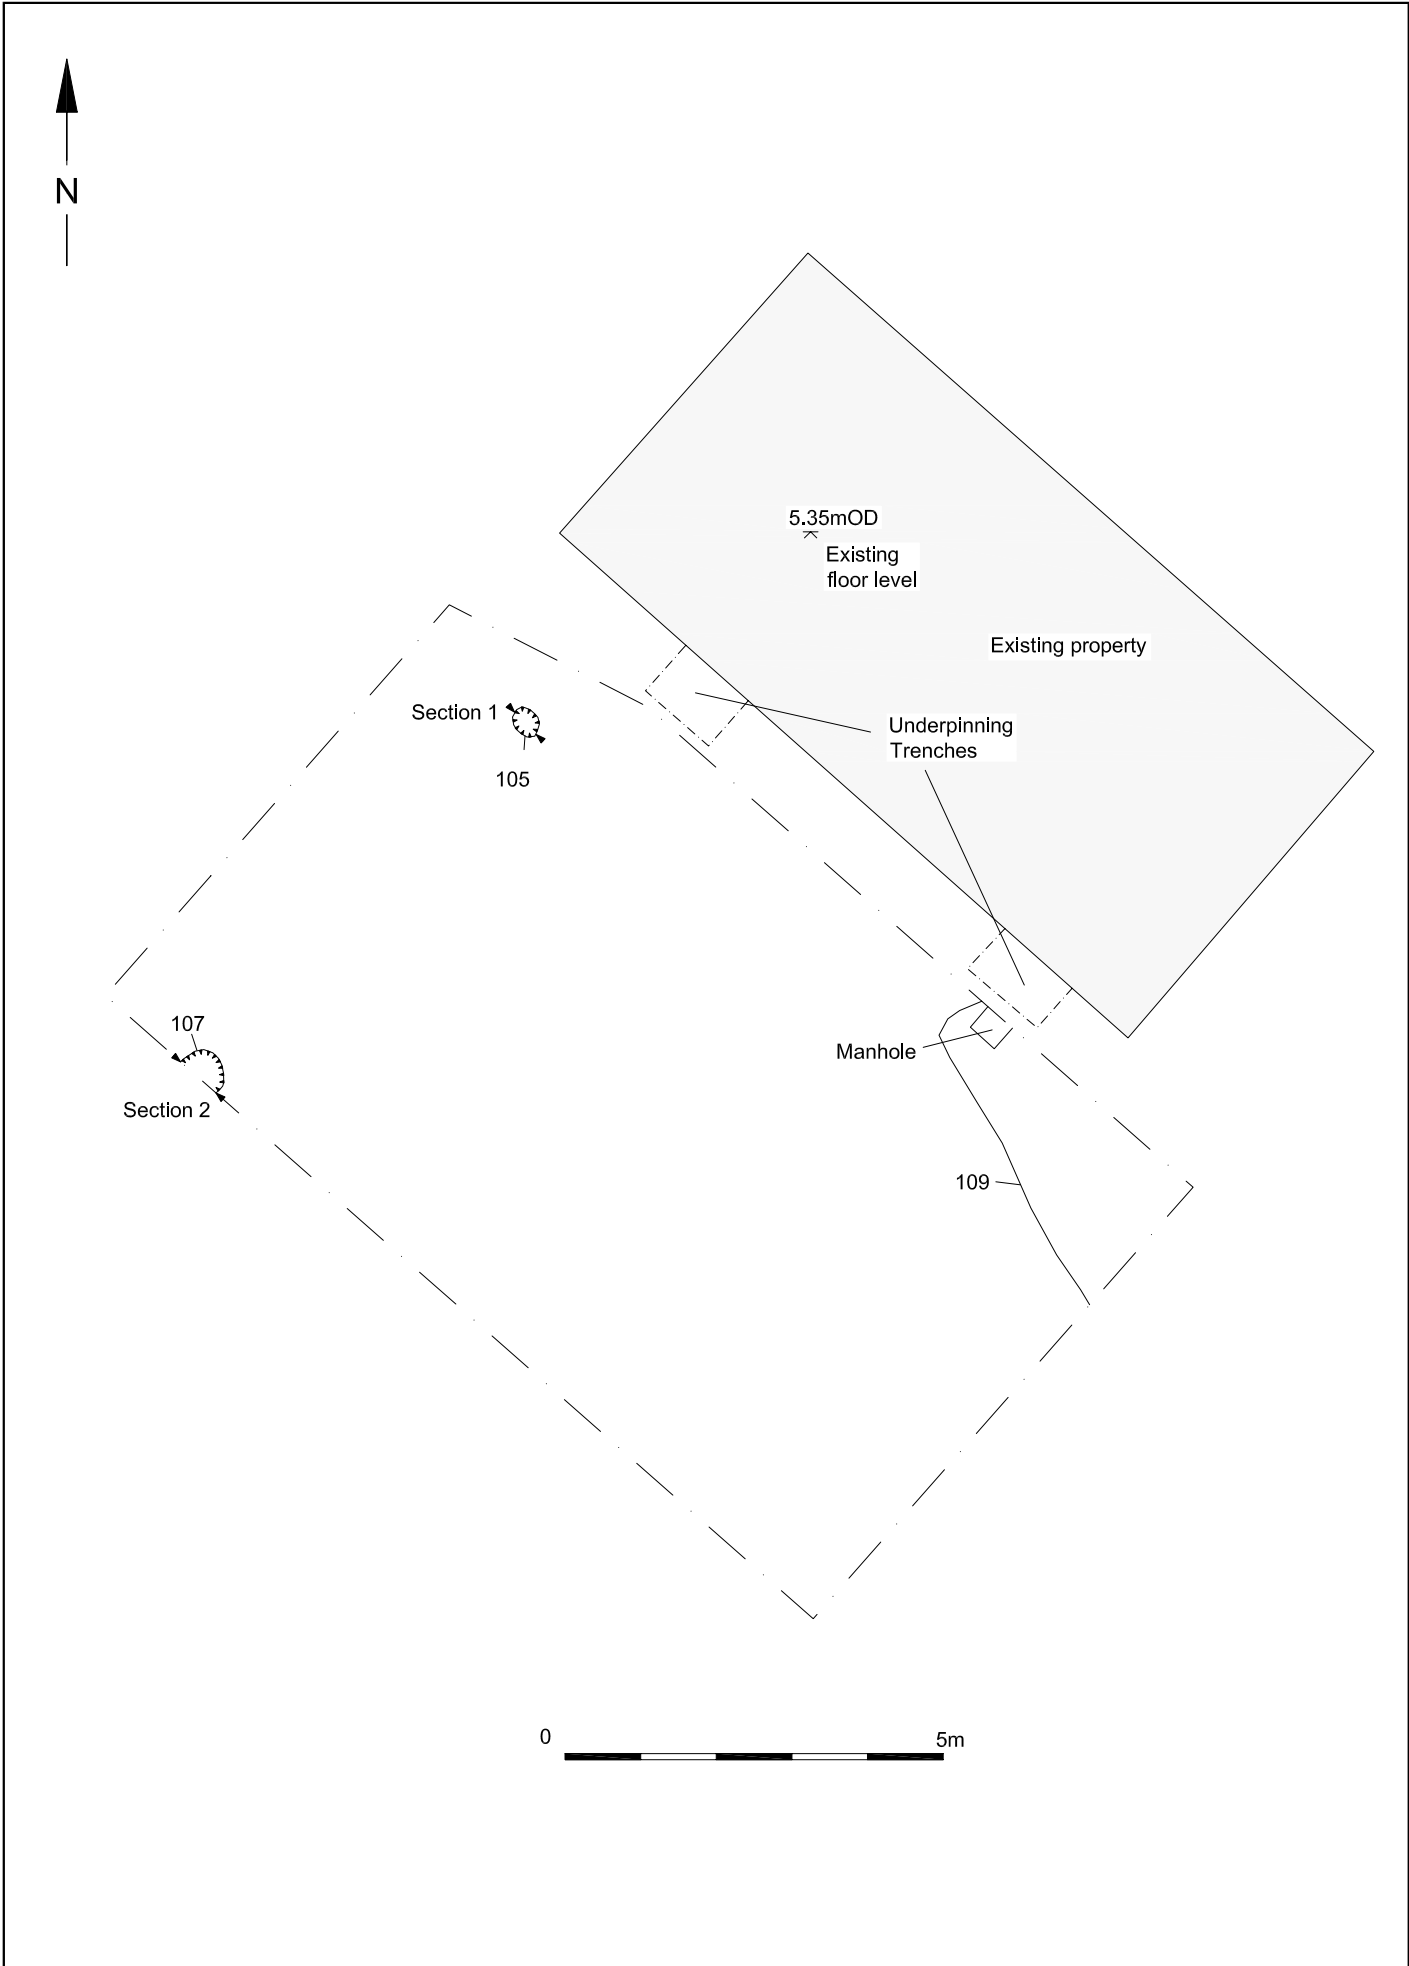 N
5.35mOD
Existing
floor level
Existing property
Section 1
105
Underpinning
Trenches
107
Section 2
Manhole
109
0
5m